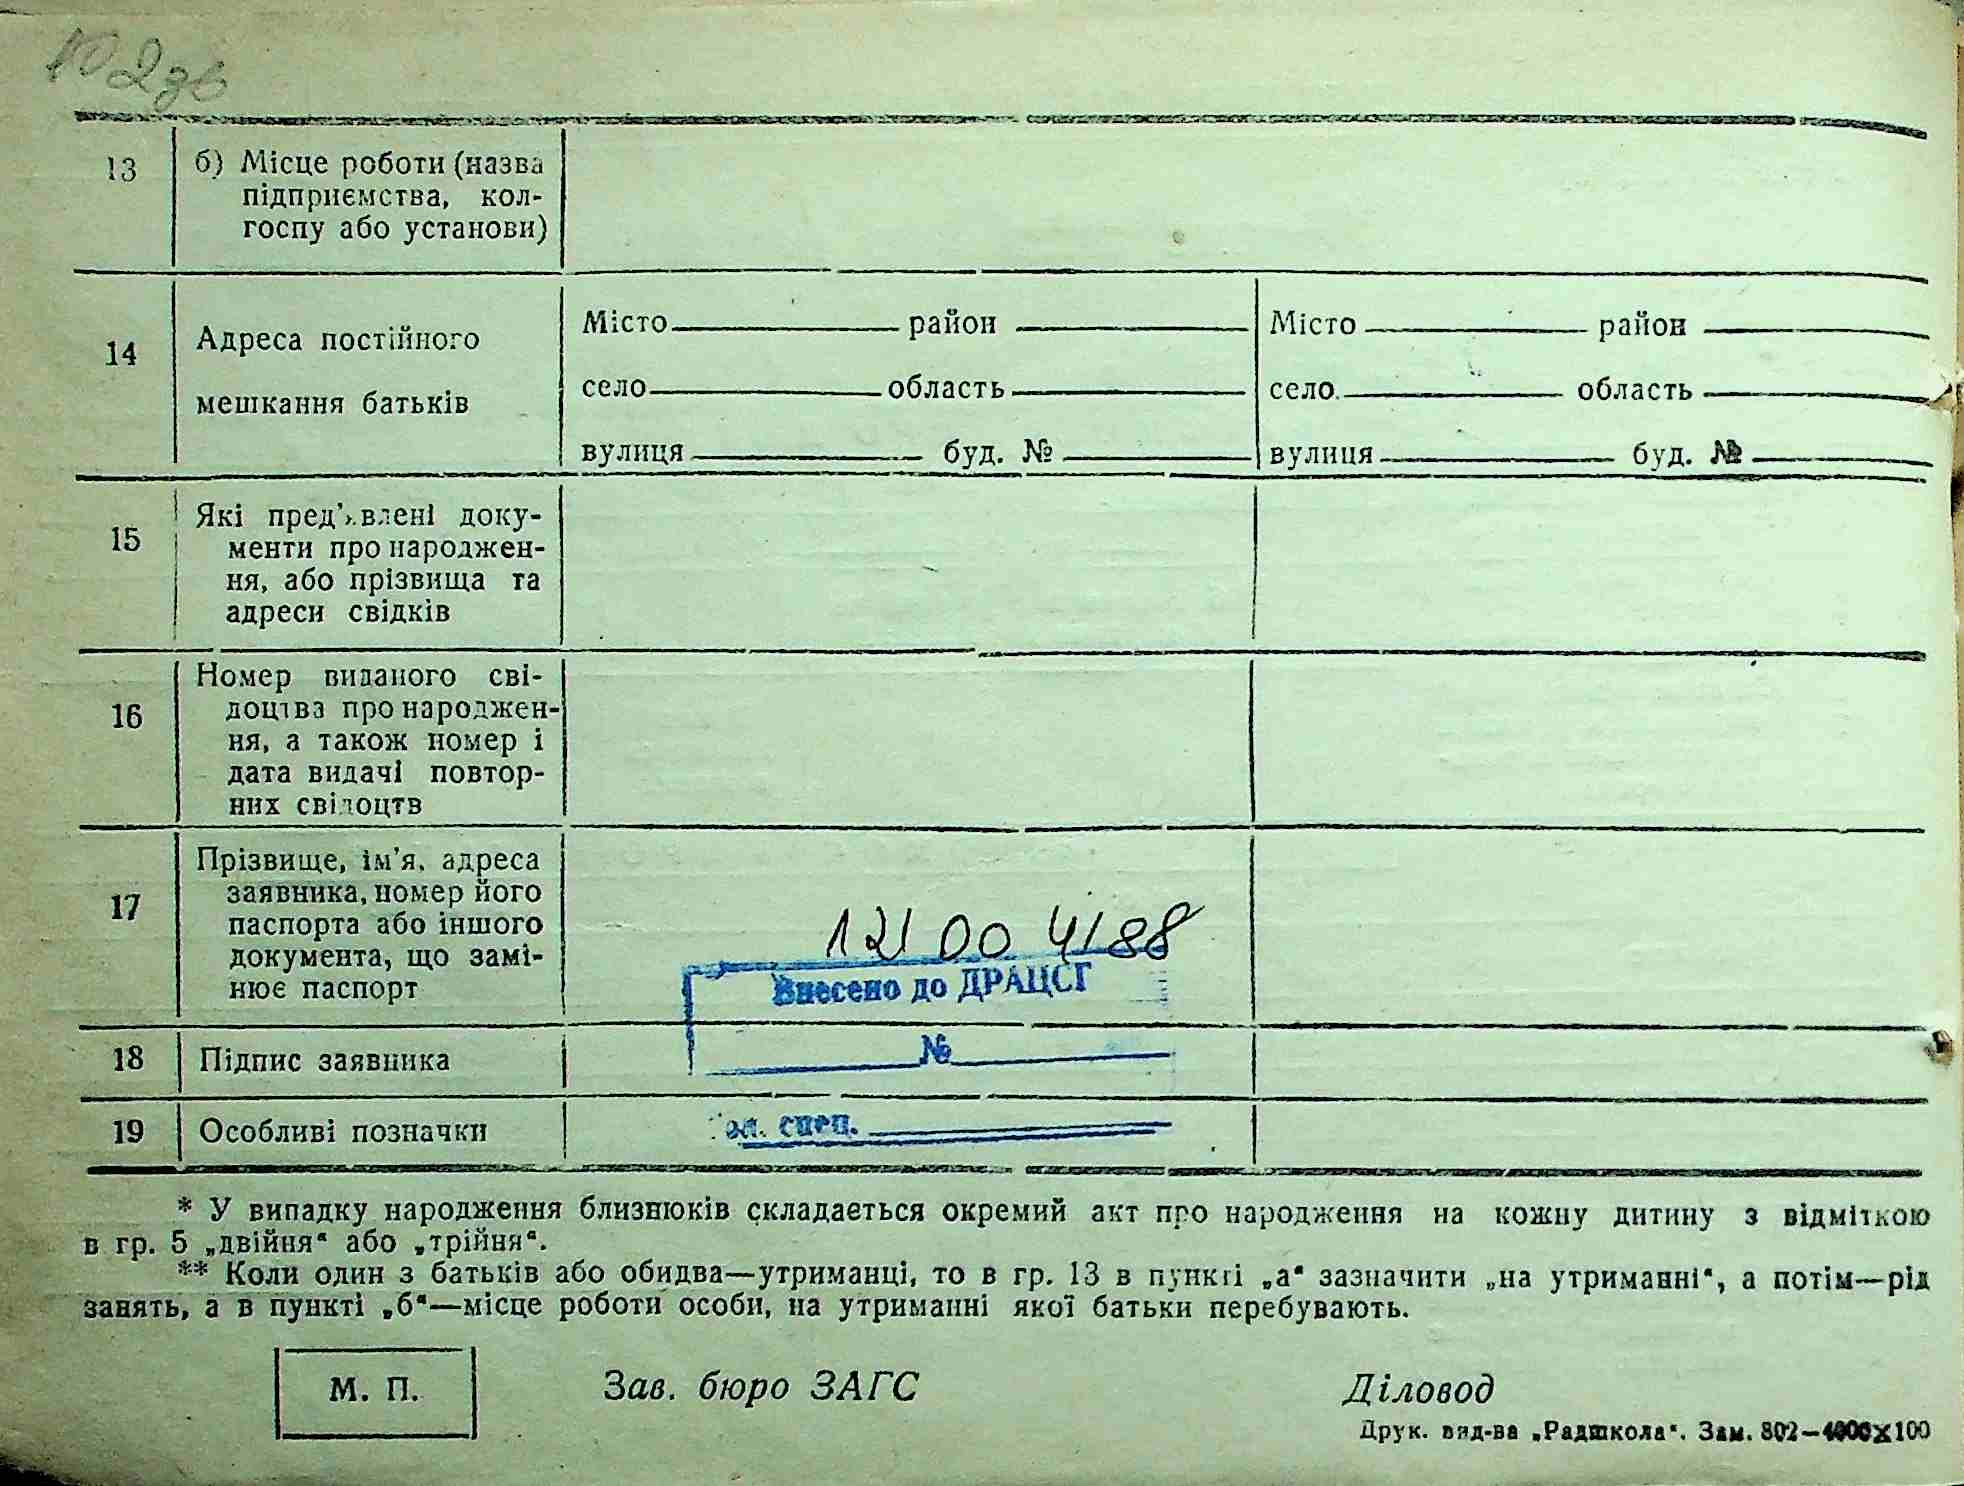 102зв
13
б) Місце роботи (назва
підприємства, кол-
госпу або установи)
14
Адреса постійного
мешкання батьків
Місто район
село область
вулиця буд. №
Місто район
село область
вулиця буд. №
15
Які пред’явлені доку-
менти про народжен-
ня, або прізвища та
адреси свідків
16
Номер виданого сві-
доцтва про народжен-
ня, а також номер і
дата видачі повтор-
них свідоцтв
17
Прізвище, ім’я, адреса
заявника, номер його
паспорта або іншого
документа, що замі-
нює паспорт
Внесено до ДРАЦСГ
№
18
Підпис заявника
19
Особливі позначки
спец.
* У випадку народження близнюків складається окремий акт про народження на кожну дитину з відміткою
в гр. 5 „двійня“ або „трійня“.
** Коли один з батьків або обидва—утриманці, то в гр. 13 в пункті „а“ зазначити „на утриманні“, а потім—рід
занять, а в пункті „б“—місце роботи особи, на утриманні якої батьки перебувають.
М. П.
Зав. бюро ЗАГС
Діловод
Друк. вид-ва „Радшкола“. Зам. 802—4000×100